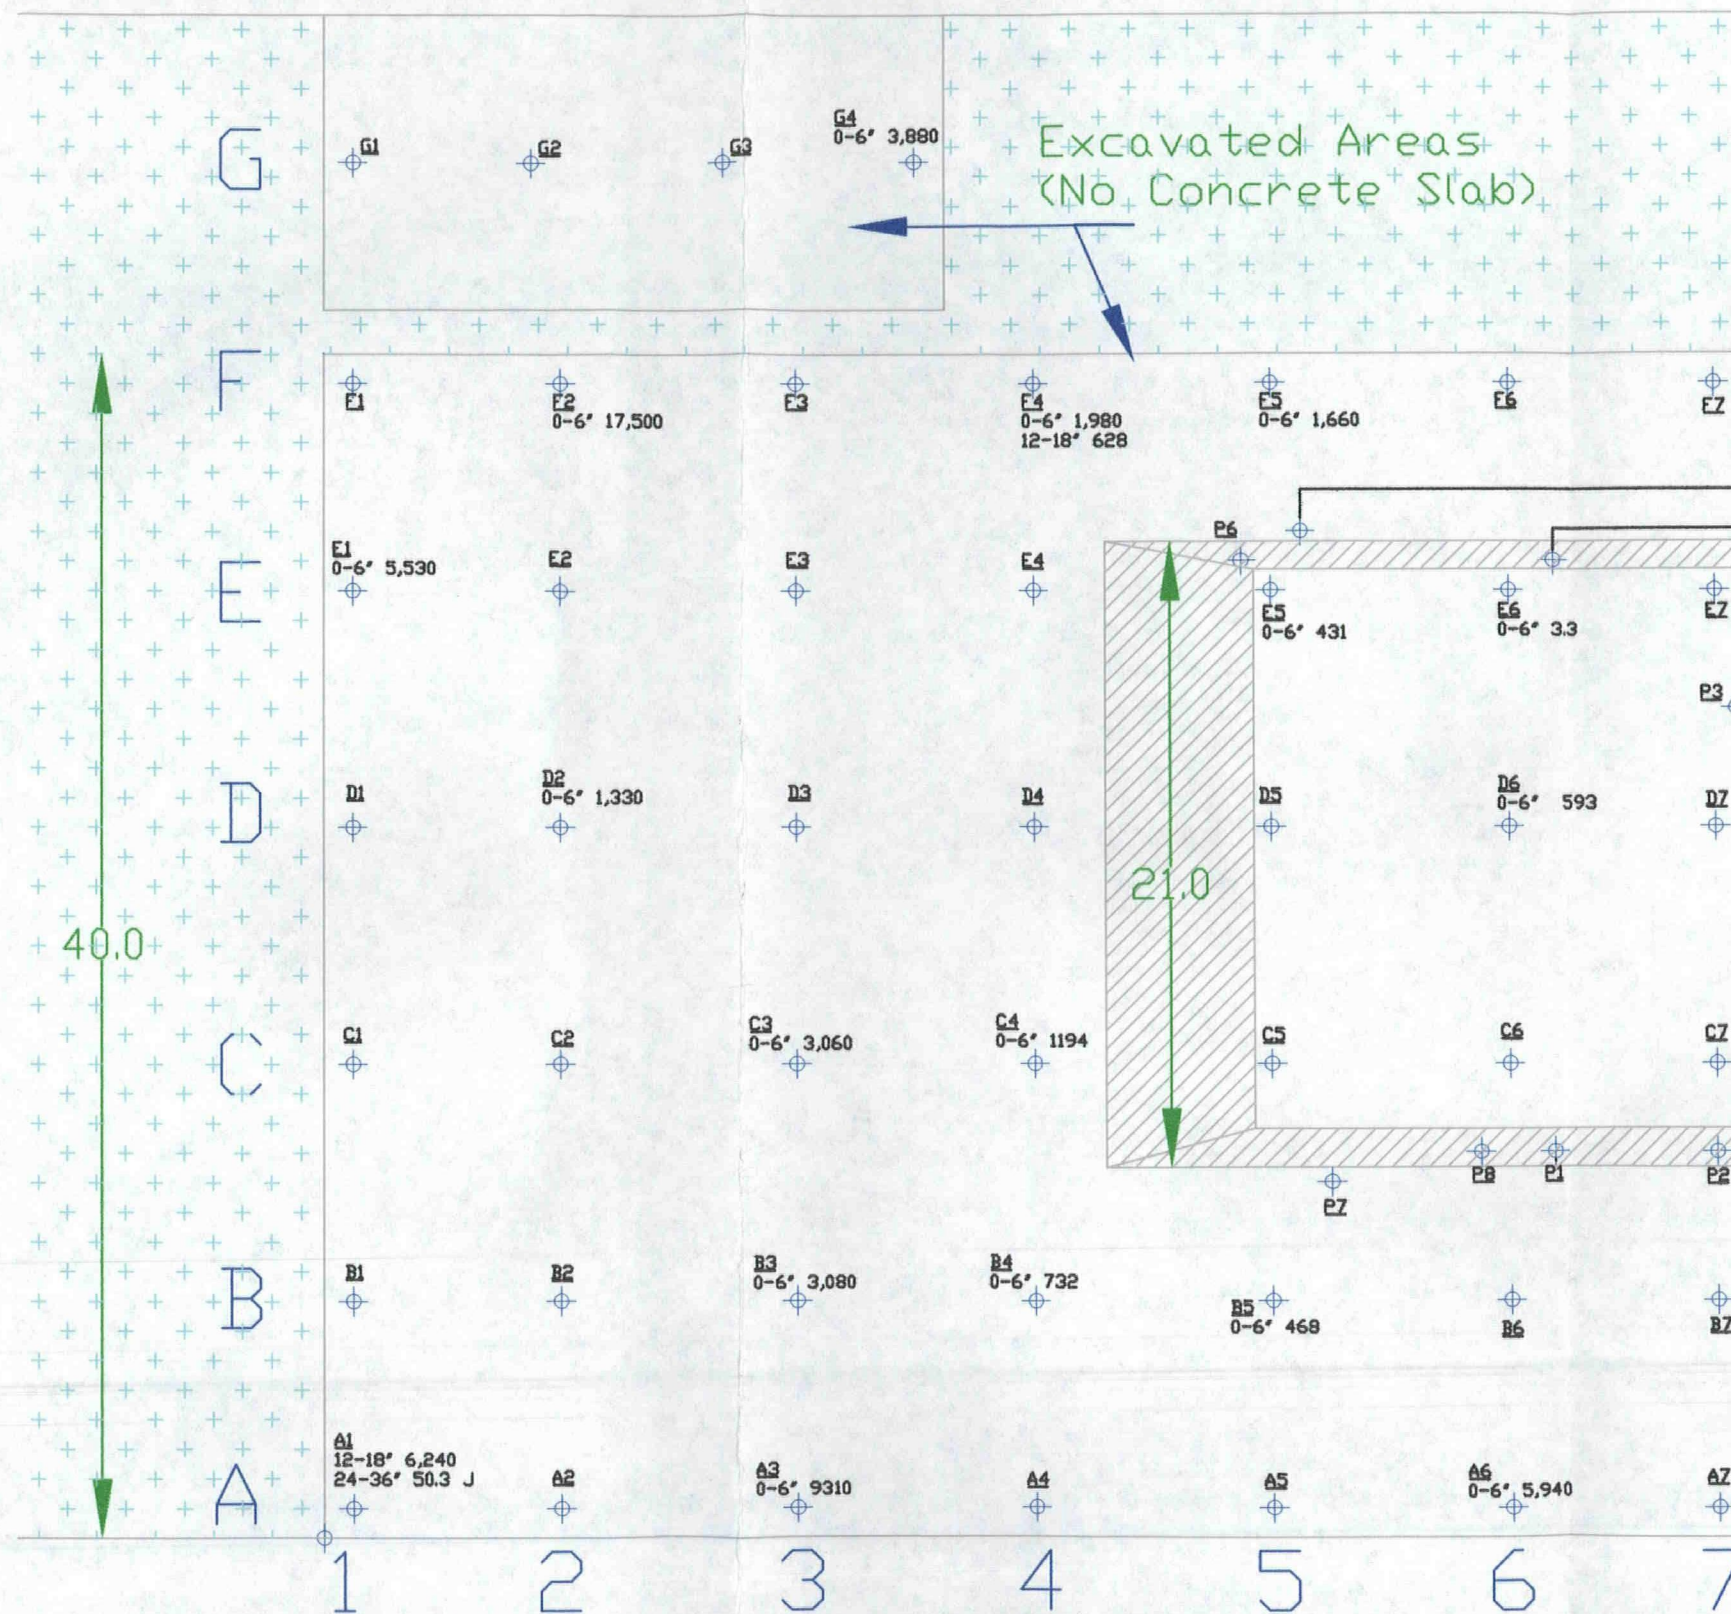 G
G1
G2
G3
G4
0-6" 3,880
Excavated Areas
(No Concrete Slab)
F
F1
F2
0-6" 17,500
F3
F4
0-6" 1,980
12-18" 628
F5
0-6" 1,660
F6
F7
P6
E
E1
0-6" 5,530
E2
E3
E4
E5
0-6" 431
E6
0-6" 3.3
E7
P3
D
D1
D2
0-6" 1,330
D3
D4
D5
D6
0-6" 593
D7
21.0
40.0
C
C1
C2
C3
0-6" 3,060
C4
0-6" 1194
C5
C6
C7
P8
P1
P2
P7
B
B1
B2
B3
0-6" 3,080
B4
0-6" 732
B5
0-6" 468
B6
B7
A
A1
12-18" 6,240
24-36" 50.3 J
A2
A3
0-6" 9310
A4
A5
A6
0-6" 5,940
A7
1 2 3 4 5 6 7